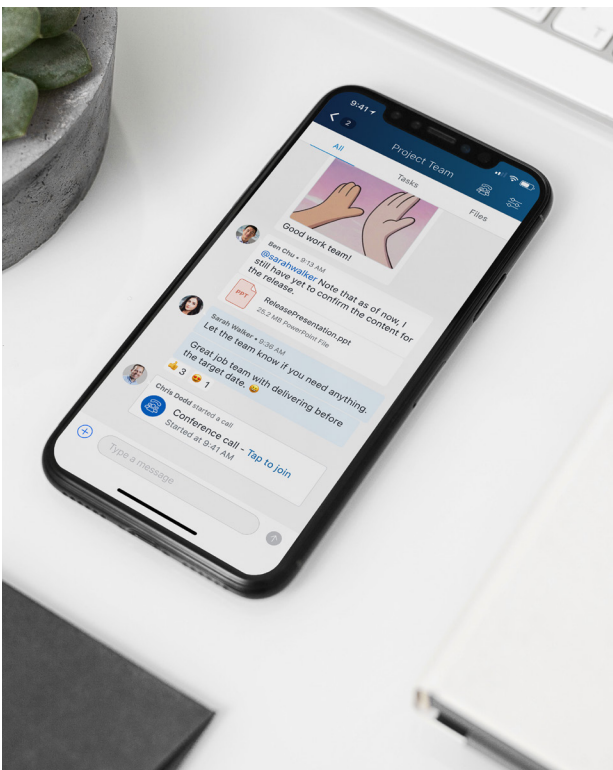 9:41
2
Project Team
All
Tasks
Files
Good work team!
Ben Chu • 9:13 AM
@sarahwalker Note that as of now, I
still have yet to confirm the content for
the release.
PPT
ReleasePresentation.ppt
25.2 MB PowerPoint File
Sarah Walker • 9:36 AM
Let the team know if you need anything.
Great job team with delivering before
the target date. 😄
👍 3 😍 1
Chris Dodd started a call
Conference call - Tap to join
Started at 9:41 AM
Type a message